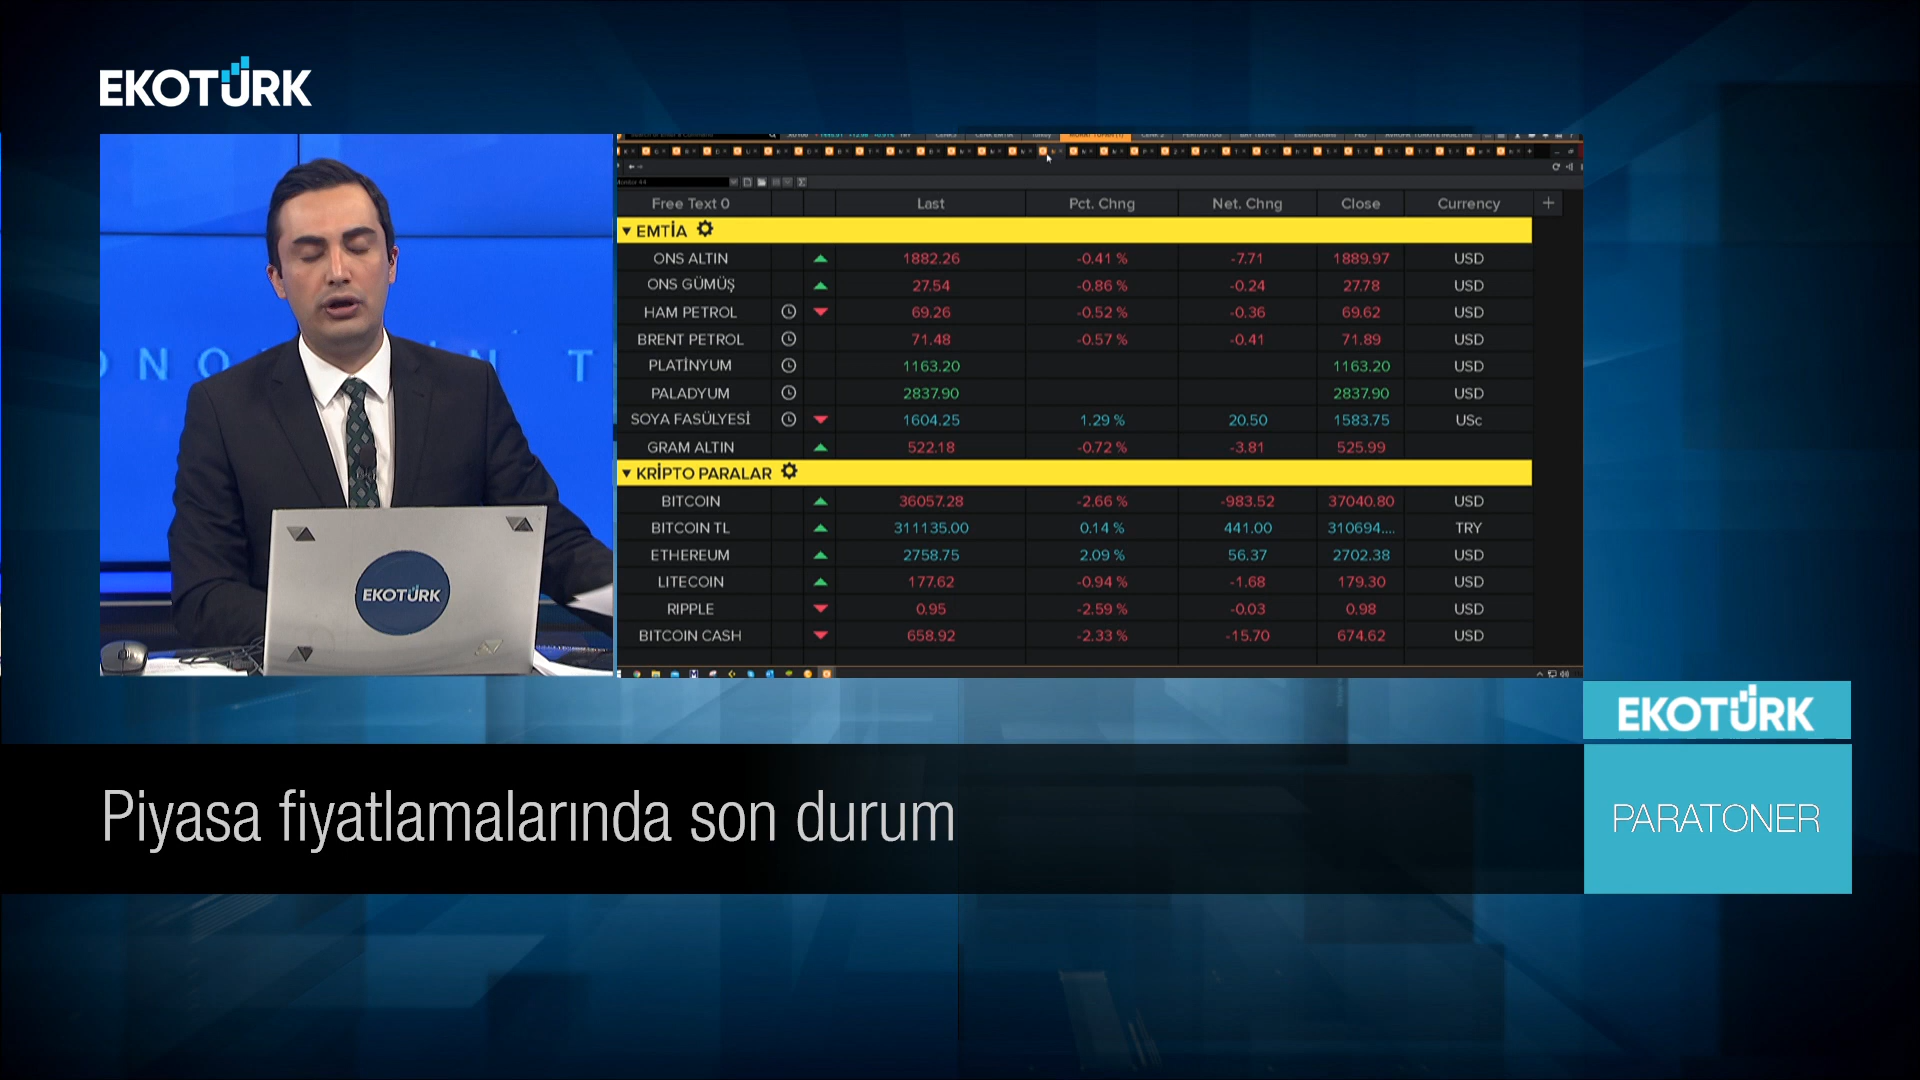 EKOTÜRK
Free Text 0 Last Pct. Chng Net. Chng Close Currency +
EMTİA
ONS ALTIN 1882.26 -0.41 % -7.71 1889.97 USD
ONS GÜMÜŞ 27.54 -0.86 % -0.24 27.78 USD
HAM PETROL 69.26 -0.52 % -0.36 69.62 USD
BRENT PETROL 71.48 -0.57 % -0.41 71.89 USD
PLATİNYUM 1163.20 1163.20 USD
PALADYUM 2837.90 2837.90 USD
SOYA FASÜLYESİ 1604.25 1.29 % 20.50 1583.75 USc
GRAM ALTIN 522.18 -0.72 % -3.81 525.99
KRİPTO PARALAR
BITCOIN 36057.28 -2.66 % -983.52 37040.80 USD
BITCOIN TL 311135.00 0.14 % 441.00 310694.... TRY
ETHEREUM 2758.75 2.09 % 56.37 2702.38 USD
LITECOIN 177.62 -0.94 % -1.68 179.30 USD
RIPPLE 0.95 -2.59 % -0.03 0.98 USD
BITCOIN CASH 658.92 -2.33 % -15.70 674.62 USD
EKOTÜRK
EKOTÜRK
Piyasa fiyatlamalarında son durum
PARATONER